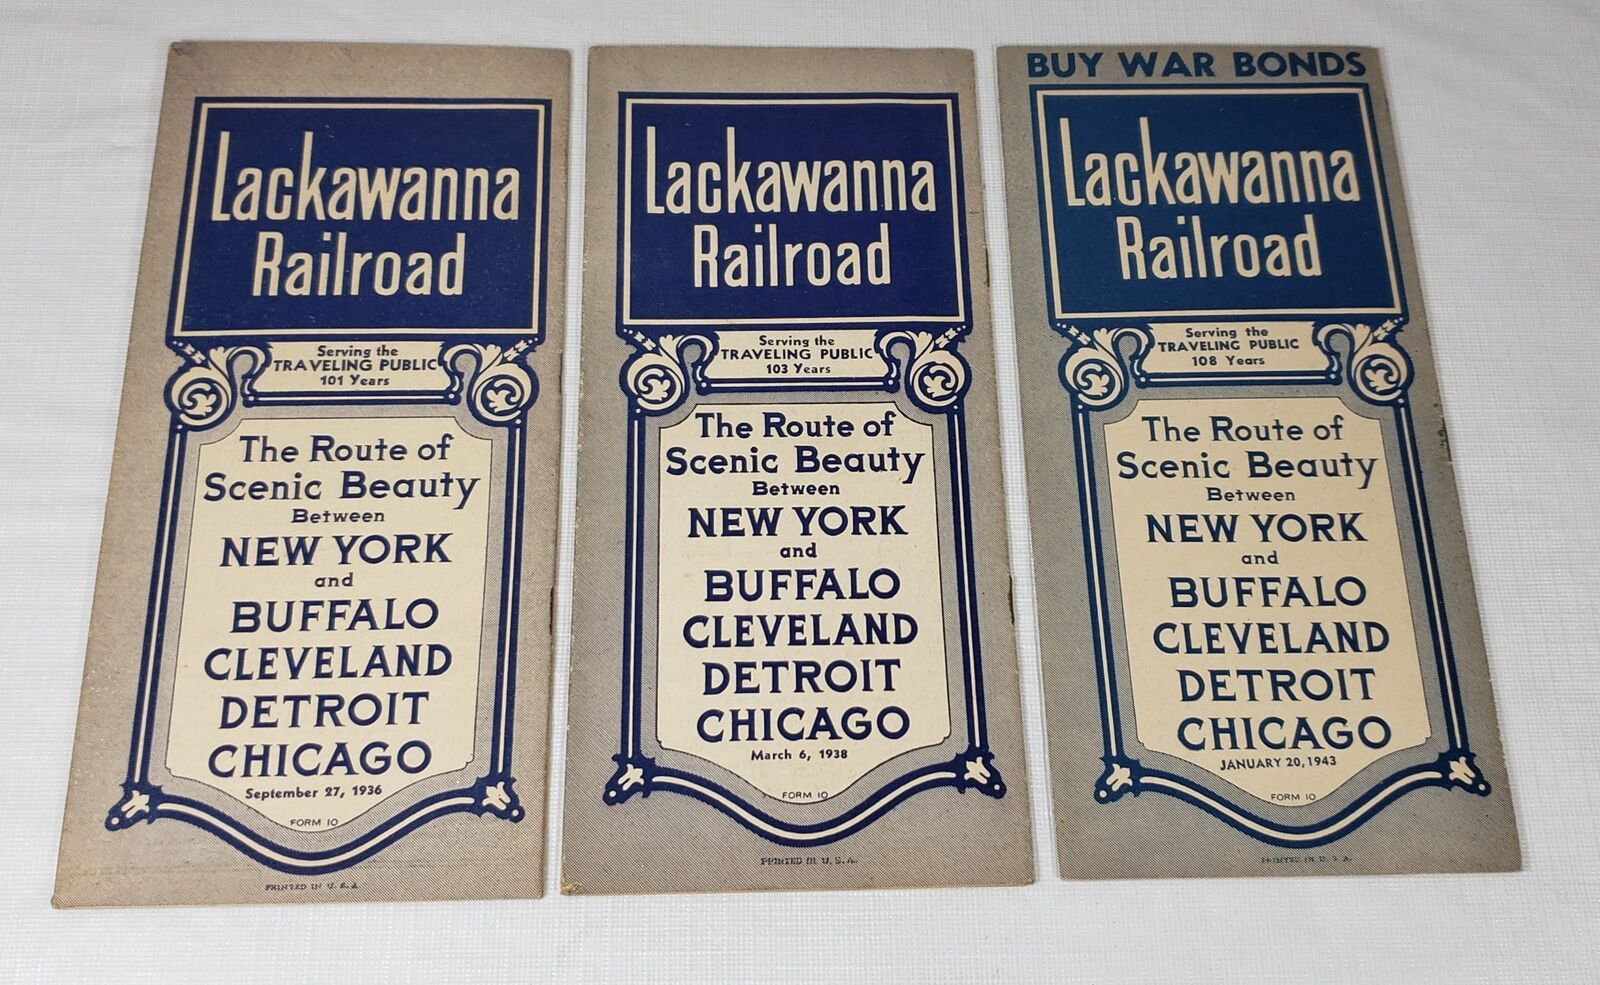 Lackawanna
Railroad
Serving the
TRAVELING PUBLIC
101 Years
The Route of
Scenic Beauty
Between
NEW YORK
and
BUFFALO
CLEVELAND
DETROIT
CHICAGO
September 27, 1936
FORM 10
PRINTED IN U.S.A.
Lackawanna
Railroad
Serving the
TRAVELING PUBLIC
103 Years
The Route of
Scenic Beauty
Between
NEW YORK
and
BUFFALO
CLEVELAND
DETROIT
CHICAGO
March 6, 1938
FORM 10
PRINTED IN U.S.A.
BUY WAR BONDS
Lackawanna
Railroad
Serving the
TRAVELING PUBLIC
108 Years
The Route of
Scenic Beauty
Between
NEW YORK
and
BUFFALO
CLEVELAND
DETROIT
CHICAGO
JANUARY 20, 1943
FORM 10
PRINTED IN U.S.A.